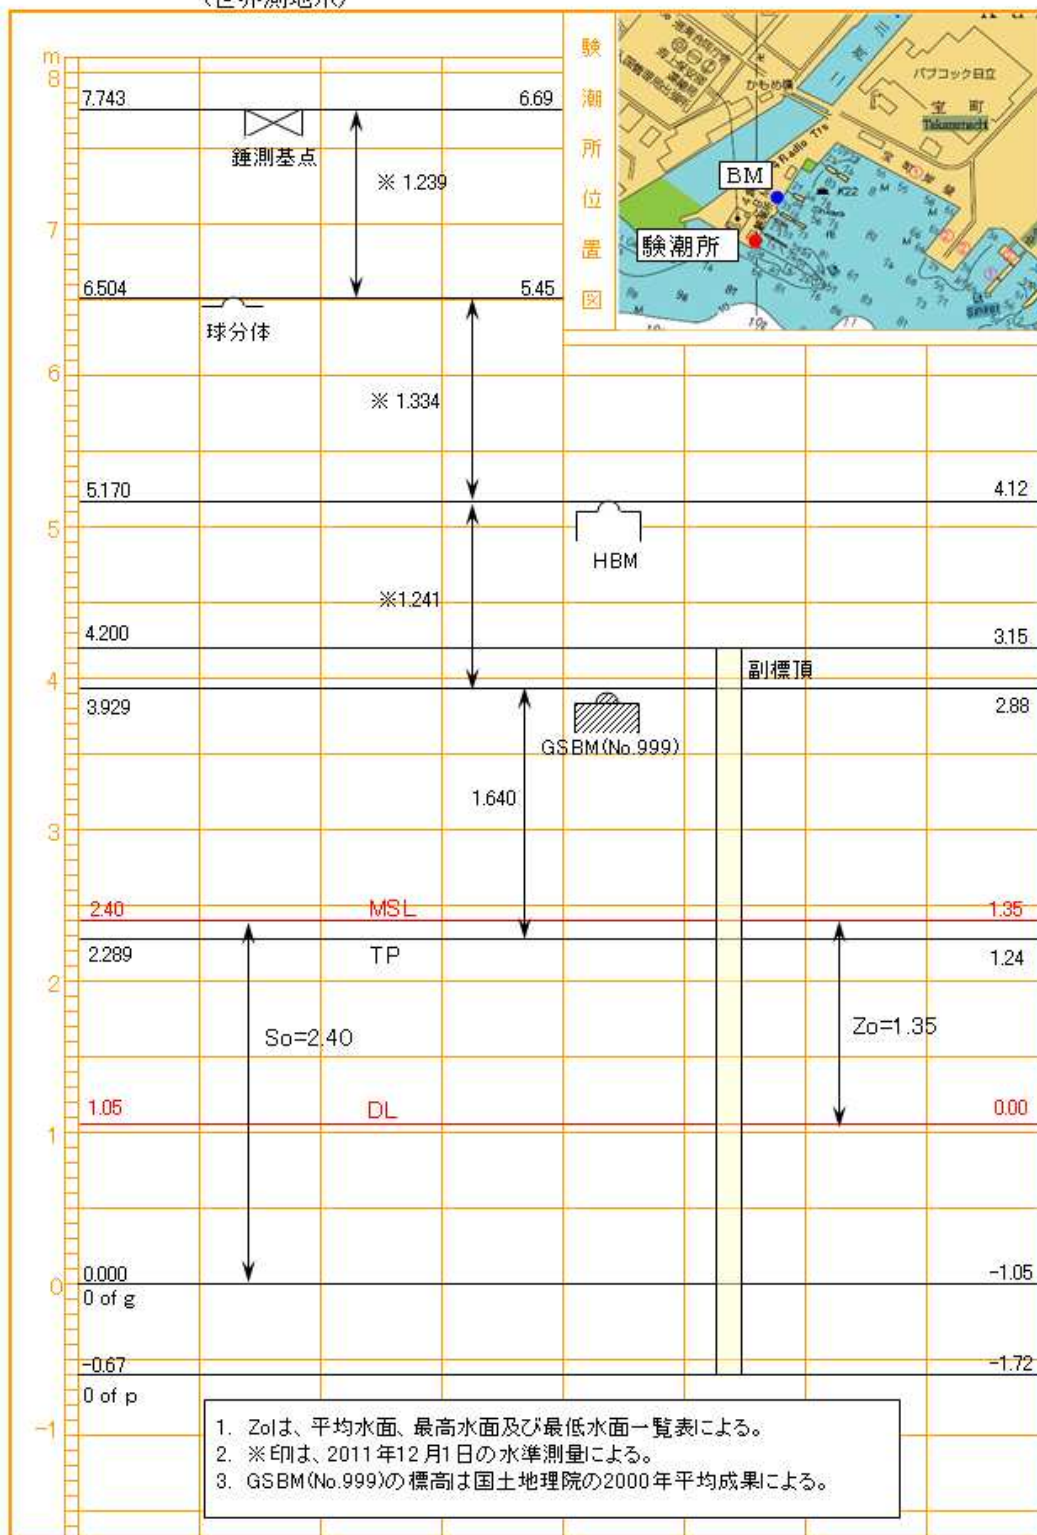 (世界測地系)
験潮所位置図
バブコック日立
かもめ橋
宝町
Takaramachi
BM
K22
験潮所
m
8
7.743
6.69
錘測基点
※ 1.239
7
6.504
5.45
球分体
6
※ 1.334
5.170
4.12
5
HBM
※1.241
4.200
3.15
副標頂
4
3.929
2.88
GSBM(No.999)
1.640
3
2.40
MSL
1.35
2.289
TP
1.24
2
So=2.40
Zo=1.35
1.05
DL
0.00
1
0.000
-1.05
0
0 of g
-0.67
-1.72
0 of p
-1
1. Zoは、平均水面、最高水面及び最低水面一覧表による。
2. ※印は、2011年12月1日の水準測量による。
3. GSBM(No.999)の標高は国土地理院の2000年平均成果による。